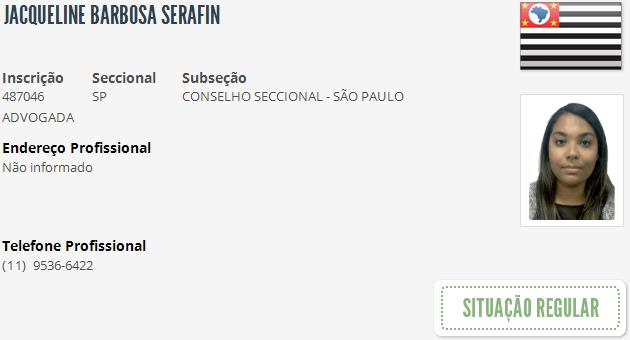 JACQUELINE BARBOSA SERAFIN
Inscrição Seccional Subseção
487046 SP CONSELHO SECCIONAL - SÃO PAULO
ADVOGADA
Endereço Profissional
Não informado
Telefone Profissional
(11) 9536-6422
SITUAÇÃO REGULAR